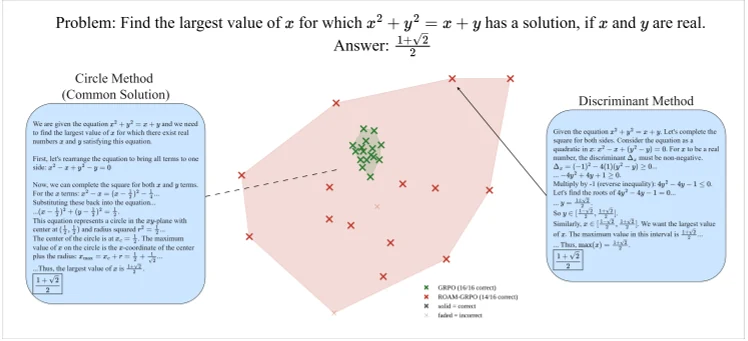 Problem: Find the largest value of x for which x² + y² = x + y has a solution, if x and y are real.
Answer: (1+√2)/2
Circle Method
(Common Solution)
We are given the equation x² + y² = x + y and we need
to find the largest value of x for which there exist real
numbers x and y satisfying this equation.
First, let's rearrange the equation to bring all terms to one
side: x² − x + y² − y = 0
Now, we can complete the square for both x and y terms.
For the x terms: x² − x = (x − 1/2)² − 1/4...
Substituting these back into the equation...
...(x − 1/2)² + (y − 1/2)² = 1/2.
This equation represents a circle in the xy-plane with
center at (1/2, 1/2) and radius squared r² = 1/2...
The center of the circle is at x_c = 1/2. The maximum
value of x on the circle is the x-coordinate of the center
plus the radius: x_max = x_c + r = 1/2 + 1/√2...
...Thus, the largest value of x is (1+√2)/2.
(1 + √2)/2
Discriminant Method
Given the equation x² + y² = x + y. Let's complete the
square for both sides. Consider the equation as a
quadratic in x: x² − x + (y² − y) = 0. For x to be a real
number, the discriminant Δ_x must be non-negative.
Δ_x = (−1)² − 4(1)(y² − y) ≥ 0...
... −4y² + 4y + 1 ≥ 0.
Multiply by -1 (reverse inequality): 4y² − 4y − 1 ≤ 0.
Let's find the roots of 4y² − 4y − 1 = 0...
... y = (1±√2)/2.
So y ∈ [(1−√2)/2, (1+√2)/2].
Similarly, x ∈ [(1−√2)/2, (1+√2)/2]. We want the largest value
of x. The maximum value in this interval is (1+√2)/2...
... Thus, max(x) = (1+√2)/2.
(1 + √2)/2
GRPO (16/16 correct)
ROAM-GRPO (14/16 correct)
solid = correct
faded = incorrect